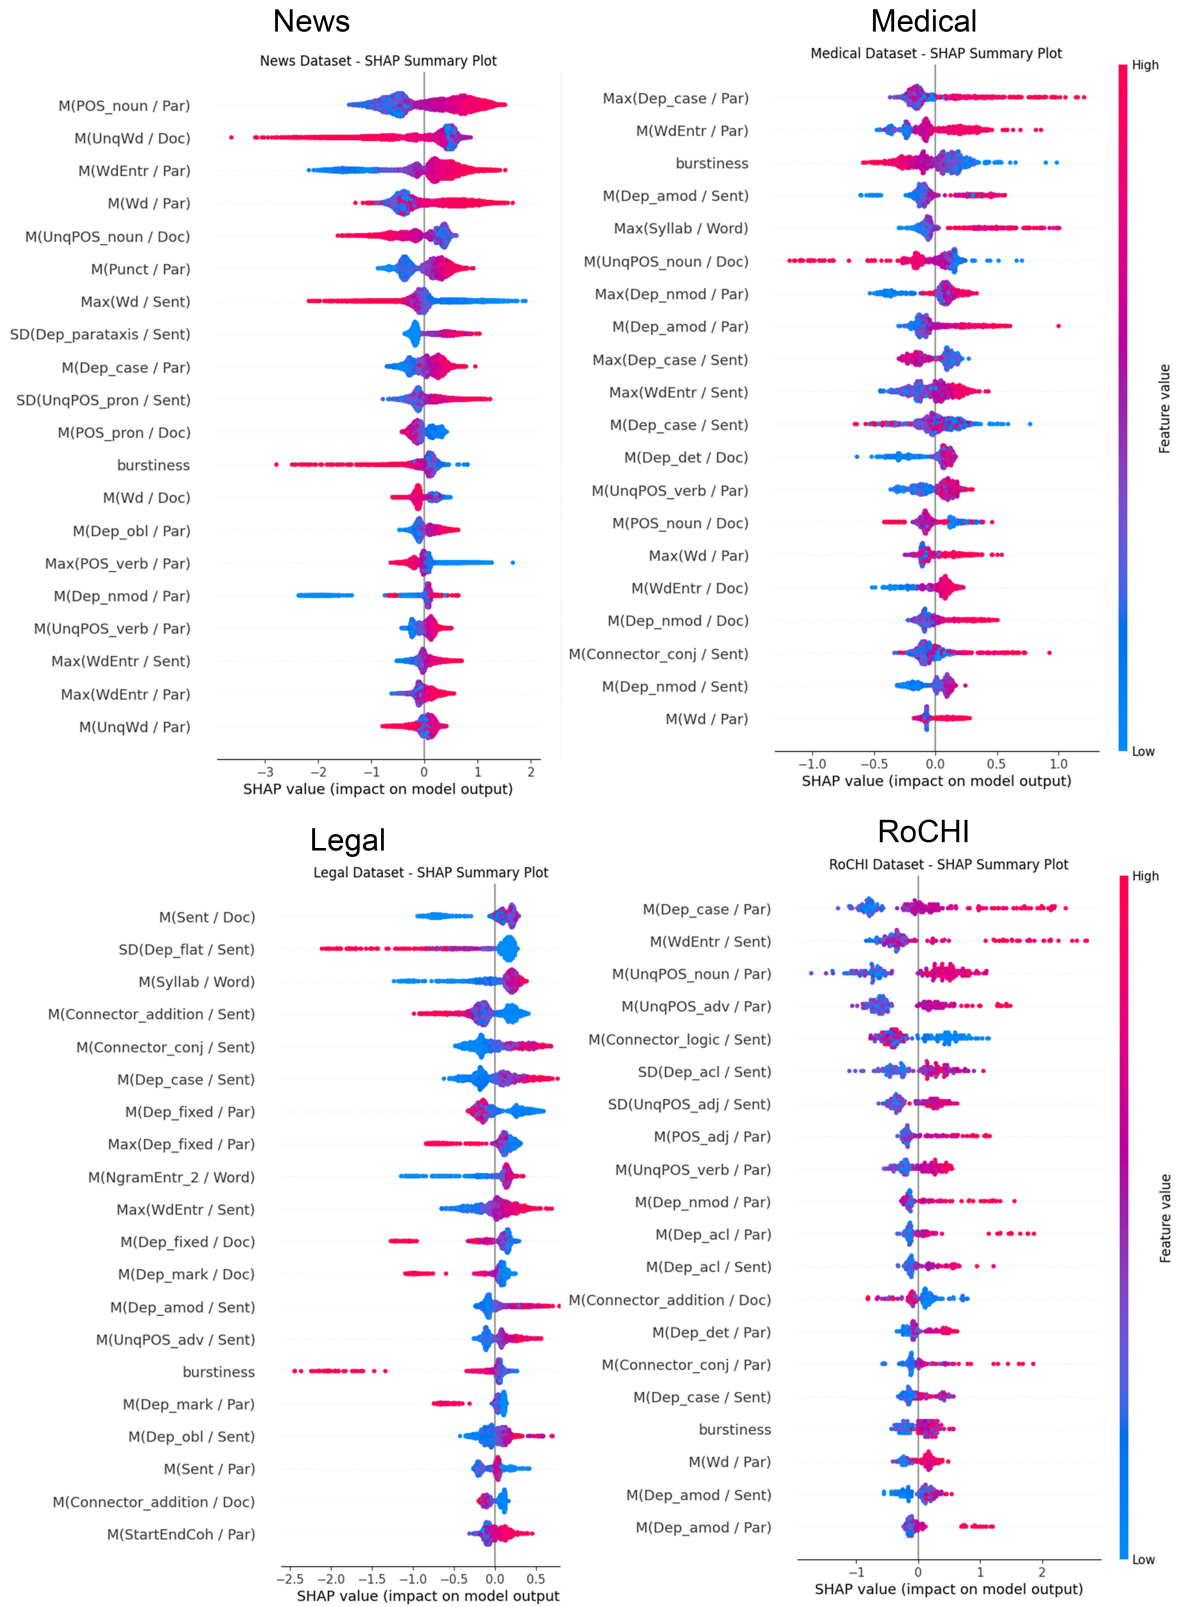 News
News Dataset - SHAP Summary Plot
M(POS_noun / Par)
M(UnqWd / Doc)
M(WdEntr / Par)
M(Wd / Par)
M(UnqPOS_noun / Doc)
M(Punct / Par)
Max(Wd / Sent)
SD(Dep_parataxis / Sent)
M(Dep_case / Par)
SD(UnqPOS_pron / Sent)
M(POS_pron / Doc)
burstiness
M(Wd / Doc)
M(Dep_obl / Par)
Max(POS_verb / Par)
M(Dep_nmod / Par)
M(UnqPOS_verb / Par)
Max(WdEntr / Sent)
Max(WdEntr / Par)
M(UnqWd / Par)
−3 −2 −1 0 1 2
SHAP value (impact on model output)
Medical
Medical Dataset - SHAP Summary Plot
Max(Dep_case / Par)
M(WdEntr / Par)
burstiness
M(Dep_amod / Sent)
Max(Syllab / Word)
M(UnqPOS_noun / Doc)
Max(Dep_nmod / Par)
M(Dep_amod / Par)
Max(Dep_case / Sent)
Max(WdEntr / Sent)
M(Dep_case / Sent)
M(Dep_det / Doc)
M(UnqPOS_verb / Par)
M(POS_noun / Doc)
Max(Wd / Par)
M(WdEntr / Doc)
M(Dep_nmod / Doc)
M(Connector_conj / Sent)
M(Dep_nmod / Sent)
M(Wd / Par)
−1.0 −0.5 0.0 0.5 1.0
SHAP value (impact on model output)
High
Feature value
Low
Legal
Legal Dataset - SHAP Summary Plot
M(Sent / Doc)
SD(Dep_flat / Sent)
M(Syllab / Word)
M(Connector_addition / Sent)
M(Connector_conj / Sent)
M(Dep_case / Sent)
M(Dep_fixed / Par)
Max(Dep_fixed / Par)
M(NgramEntr_2 / Word)
Max(WdEntr / Sent)
M(Dep_fixed / Doc)
M(Dep_mark / Doc)
M(Dep_amod / Sent)
M(UnqPOS_adv / Sent)
burstiness
M(Dep_mark / Par)
M(Dep_obl / Sent)
M(Sent / Par)
M(Connector_addition / Doc)
M(StartEndCoh / Par)
−2.5 −2.0 −1.5 −1.0 −0.5 0.0 0.5
SHAP value (impact on model output
RoCHI
RoCHI Dataset - SHAP Summary Plot
M(Dep_case / Par)
M(WdEntr / Sent)
M(UnqPOS_noun / Par)
M(UnqPOS_adv / Par)
M(Connector_logic / Sent)
SD(Dep_acl / Sent)
SD(UnqPOS_adj / Sent)
M(POS_adj / Par)
M(UnqPOS_verb / Par)
M(Dep_nmod / Par)
M(Dep_acl / Par)
M(Dep_acl / Sent)
M(Connector_addition / Doc)
M(Dep_det / Par)
M(Connector_conj / Par)
M(Dep_case / Sent)
burstiness
M(Wd / Par)
M(Dep_amod / Sent)
M(Dep_amod / Par)
−1 0 1 2
SHAP value (impact on model output)
High
Feature value
Low